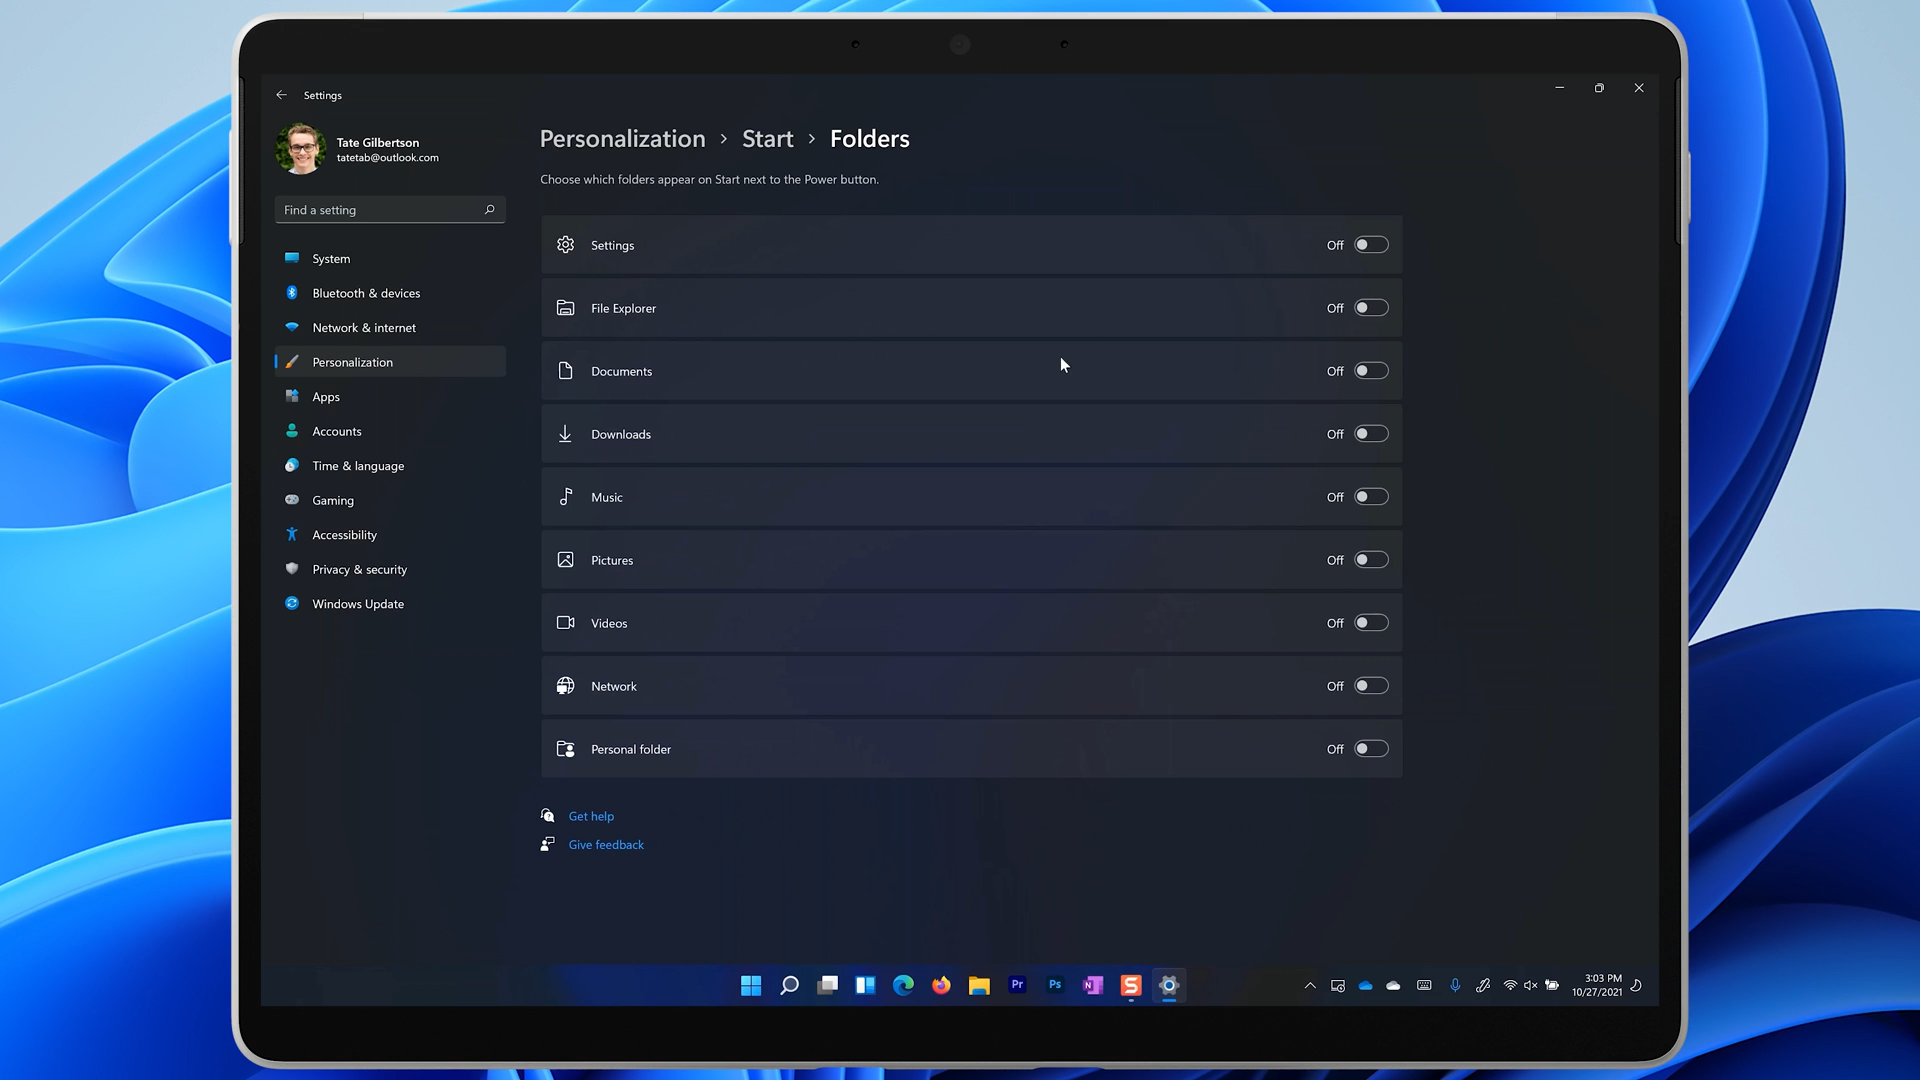 Settings
Tate Gilbertson
tatetab@outlook.com
Find a setting
System
Bluetooth & devices
Network & internet
Personalization
Apps
Accounts
Time & language
Gaming
Accessibility
Privacy & security
Windows Update
Personalization > Start > Folders
Choose which folders appear on Start next to the Power button.
Settings Off
File Explorer Off
Documents Off
Downloads Off
Music Off
Pictures Off
Videos Off
Network Off
Personal folder Off
Get help
Give feedback
Pr
Ps
N
S
3:03 PM
10/27/2021